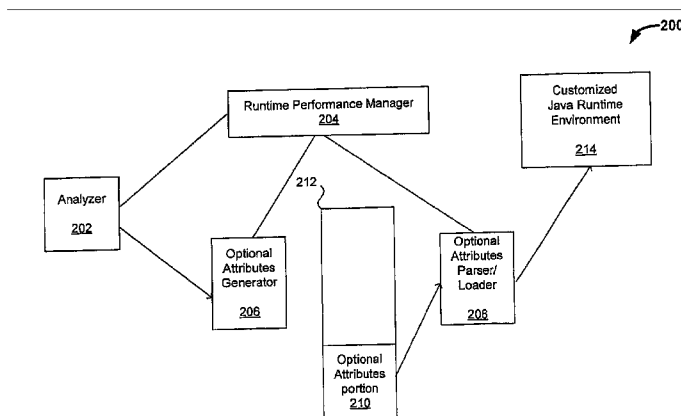 200
Runtime Performance Manager
204
Customized
Java Runtime
Environment
214
212
Analyzer
202
Optional
Attributes
Generator
206
Optional
Attributes
Parser/
Loader
208
Optional
Attributes
portion
210